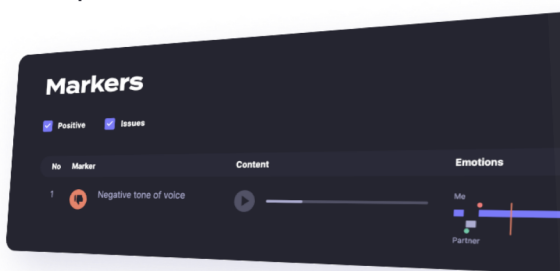 Markers
Positive Issues
No Marker Content Emotions
1 Negative tone of voice Me
Partner